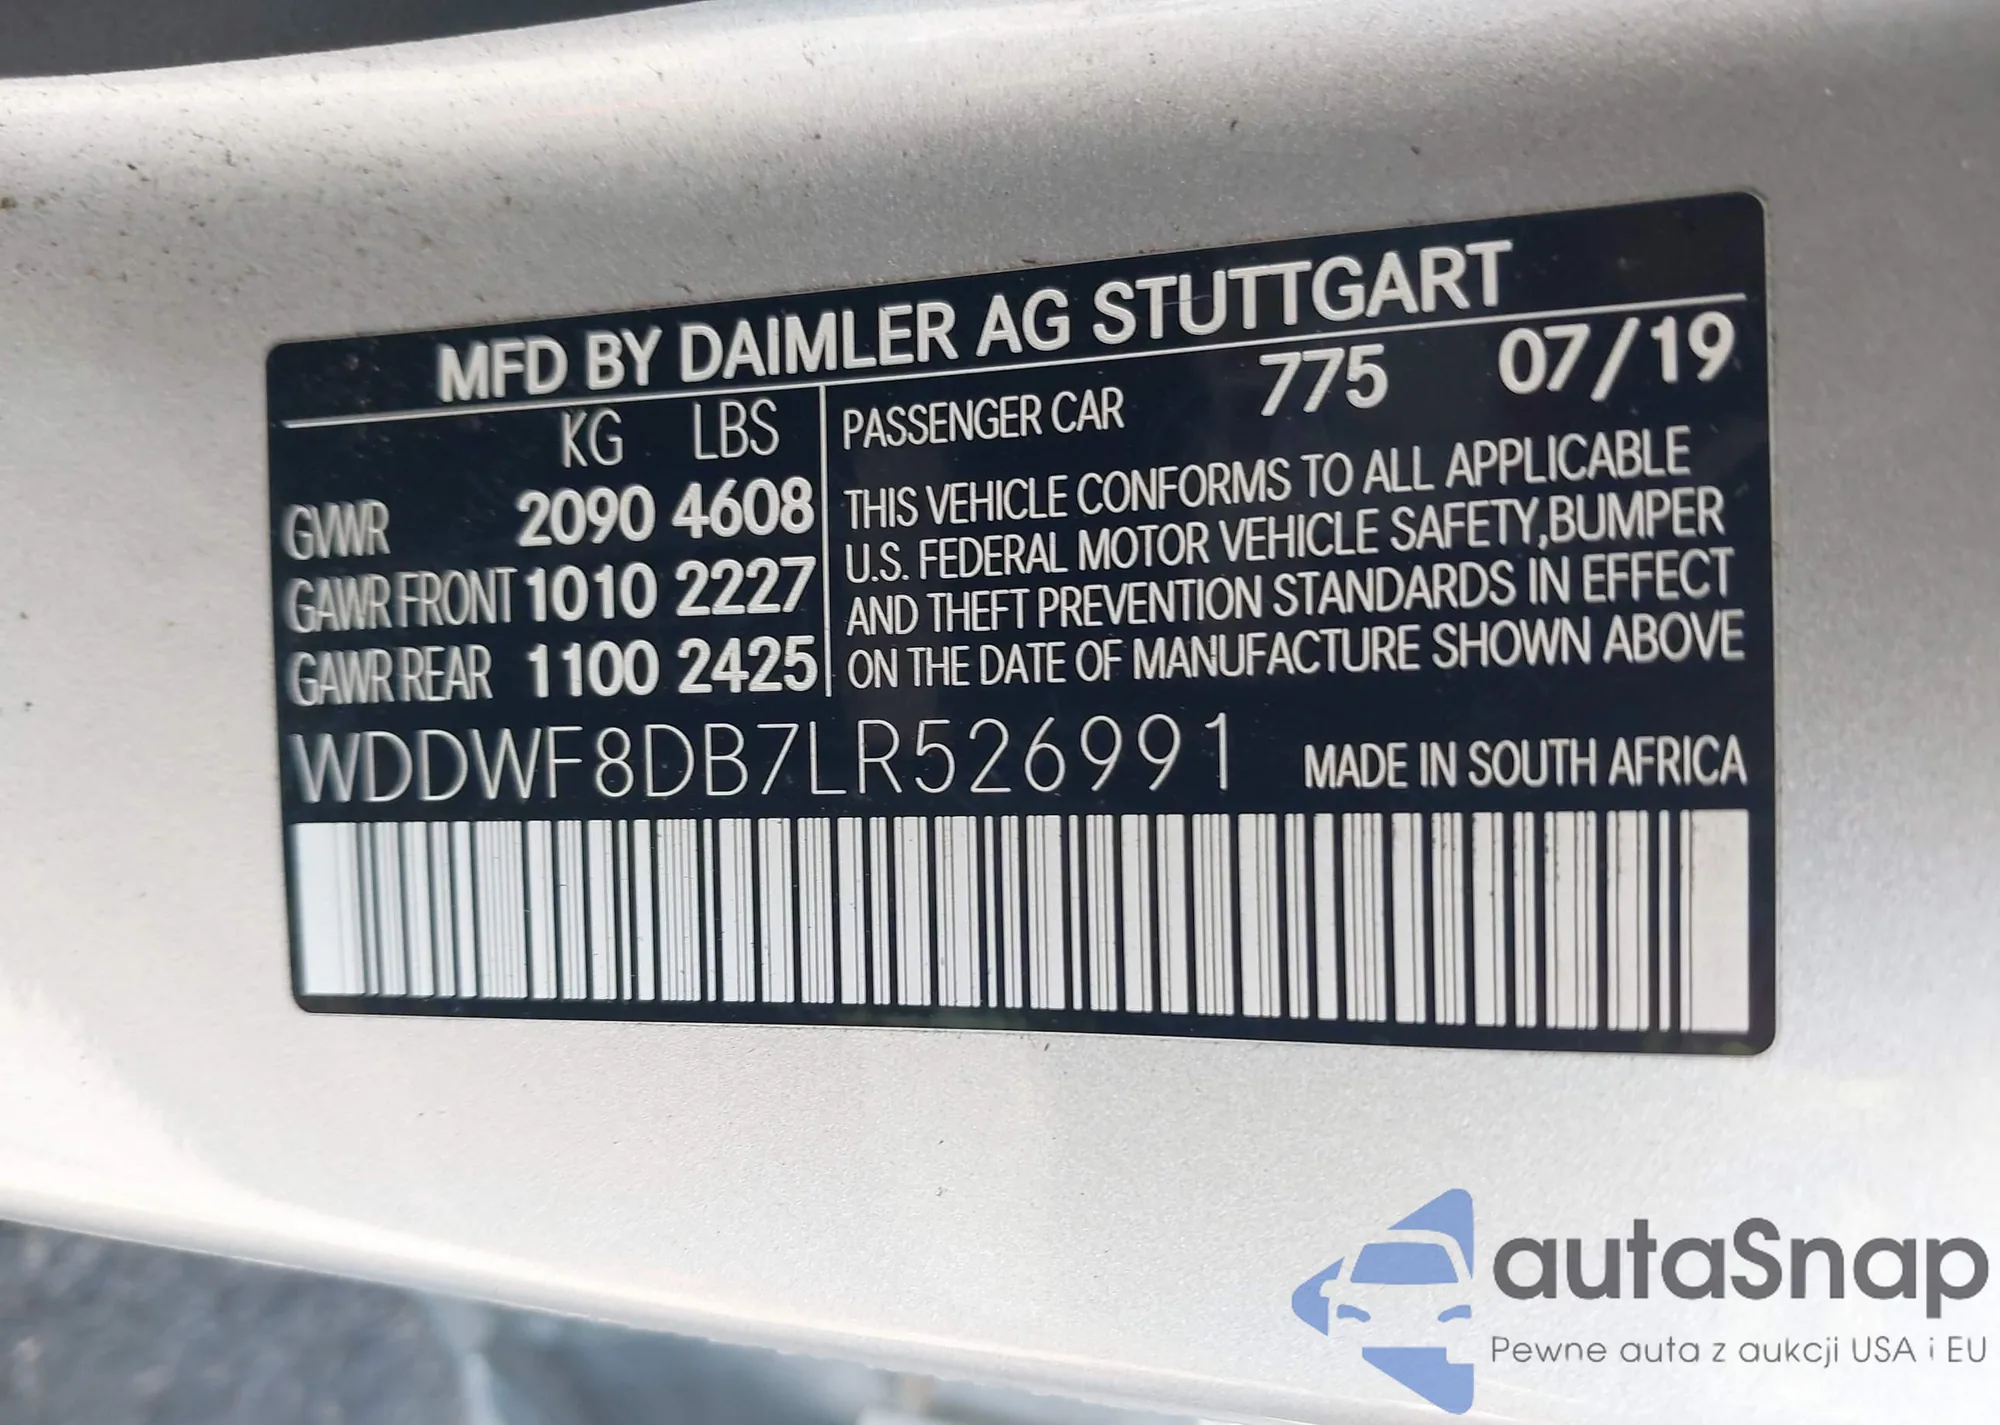 MFD BY DAIMLER AG STUTTGART
KG LBS
GVWR 2090 4608
GAWR FRONT 1010 2227
GAWR REAR 1100 2425
PASSENGER CAR 775 07/19
THIS VEHICLE CONFORMS TO ALL APPLICABLE
U.S. FEDERAL MOTOR VEHICLE SAFETY,BUMPER
AND THEFT PREVENTION STANDARDS IN EFFECT
ON THE DATE OF MANUFACTURE SHOWN ABOVE
WDDWF8DB7LR526991 MADE IN SOUTH AFRICA
autaSnap
Pewne auta z aukcji USA i EU